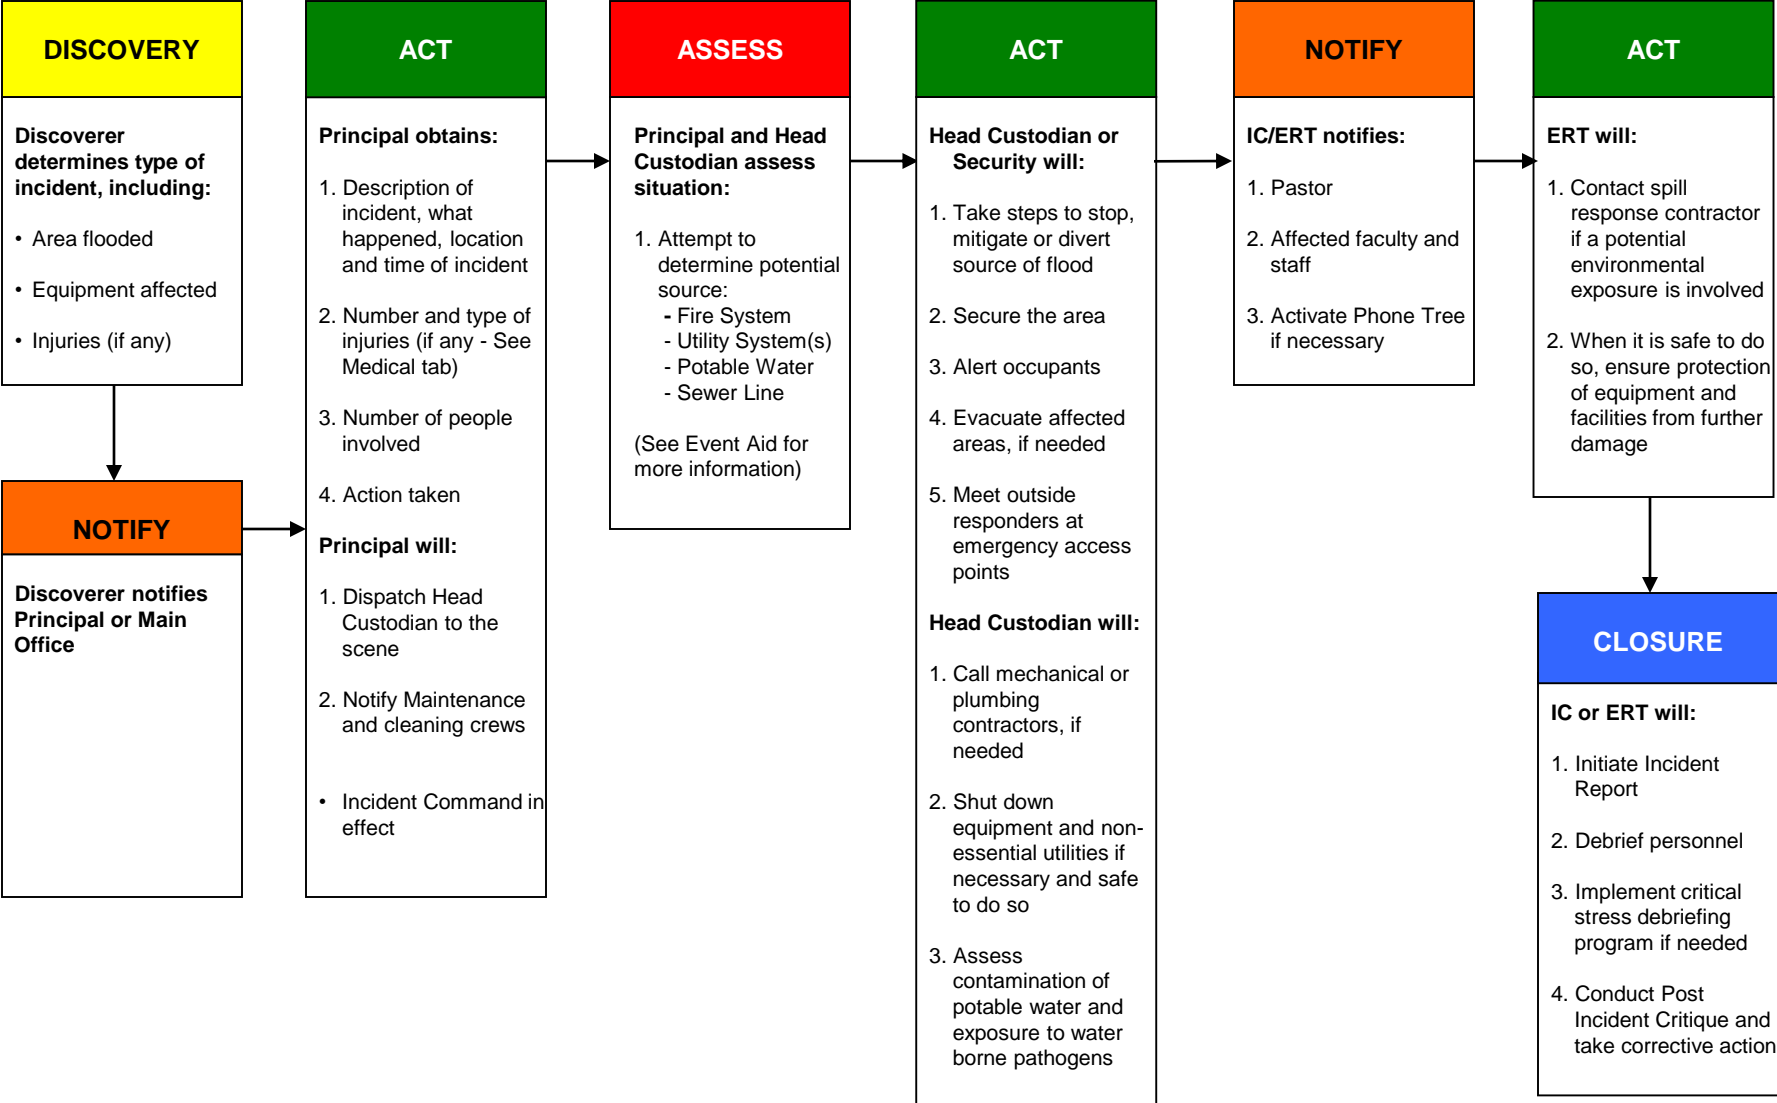 DISCOVERY
Discoverer
determines type of
incident, including:
• Area flooded
• Equipment affected
• Injuries (if any)
NOTIFY
Discoverer notifies
Principal or Main
Office
ACT
Principal obtains:
1. Description of
incident, what
happened, location
and time of incident
2. Number and type of
injuries (if any - See
Medical tab)
3. Number of people
involved
4. Action taken
Principal will:
1. Dispatch Head
Custodian to the
scene
2. Notify Maintenance
and cleaning crews
• Incident Command in
effect
ASSESS
Principal and Head
Custodian assess
situation:
1. Attempt to
determine potential
source:
- Fire System
- Utility System(s)
- Potable Water
- Sewer Line
(See Event Aid for
more information)
ACT
Head Custodian or
Security will:
1. Take steps to stop,
mitigate or divert
source of flood
2. Secure the area
3. Alert occupants
4. Evacuate affected
areas, if needed
5. Meet outside
responders at
emergency access
points
Head Custodian will:
1. Call mechanical or
plumbing
contractors, if
needed
2. Shut down
equipment and non-
essential utilities if
necessary and safe
to do so
3. Assess
contamination of
potable water and
exposure to water
borne pathogens
NOTIFY
IC/ERT notifies:
1. Pastor
2. Affected faculty and
staff
3. Activate Phone Tree
if necessary
ACT
ERT will:
1. Contact spill
response contractor
if a potential
environmental
exposure is involved
2. When it is safe to do
so, ensure protection
of equipment and
facilities from further
damage
CLOSURE
IC or ERT will:
1. Initiate Incident
Report
2. Debrief personnel
3. Implement critical
stress debriefing
program if needed
4. Conduct Post
Incident Critique and
take corrective action